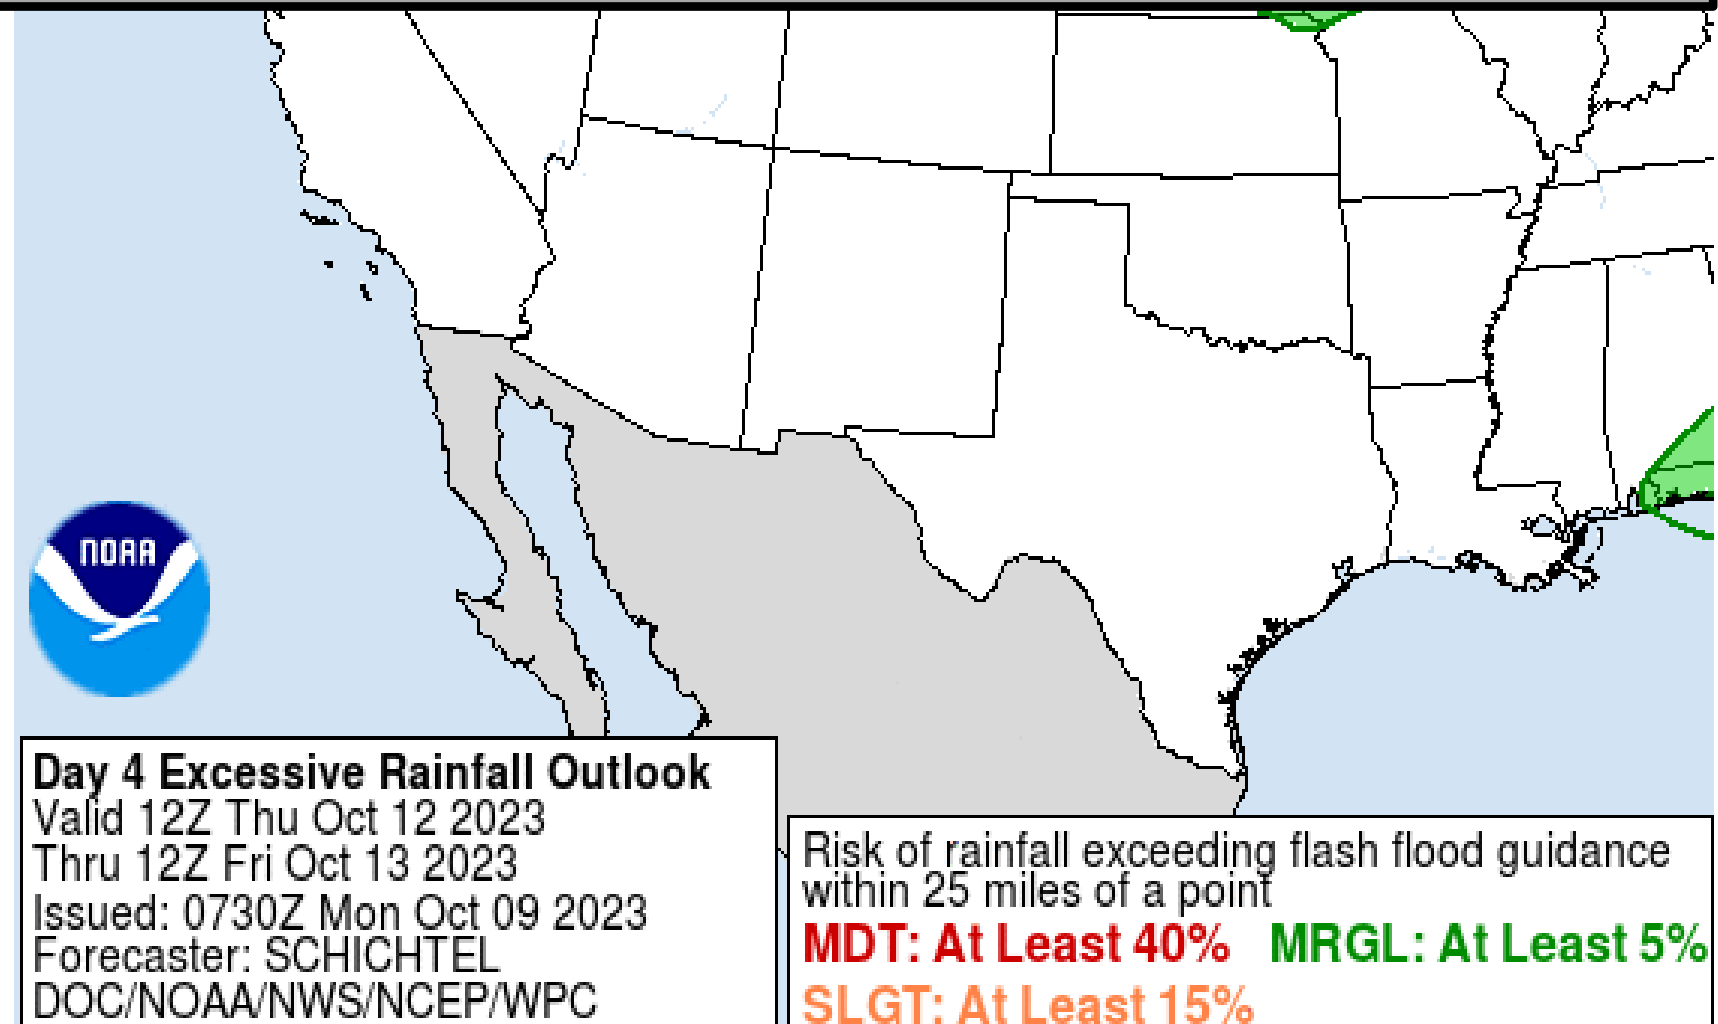 NOAA
Day 4 Excessive Rainfall Outlook
Valid 12Z Thu Oct 12 2023
Thru 12Z Fri Oct 13 2023
Issued: 0730Z Mon Oct 09 2023
Forecaster: SCHICHTEL
DOC/NOAA/NWS/NCEP/WPC
Risk of rainfall exceeding flash flood guidance
within 25 miles of a point
MDT: At Least 40% MRGL: At Least 5%
SLGT: At Least 15%